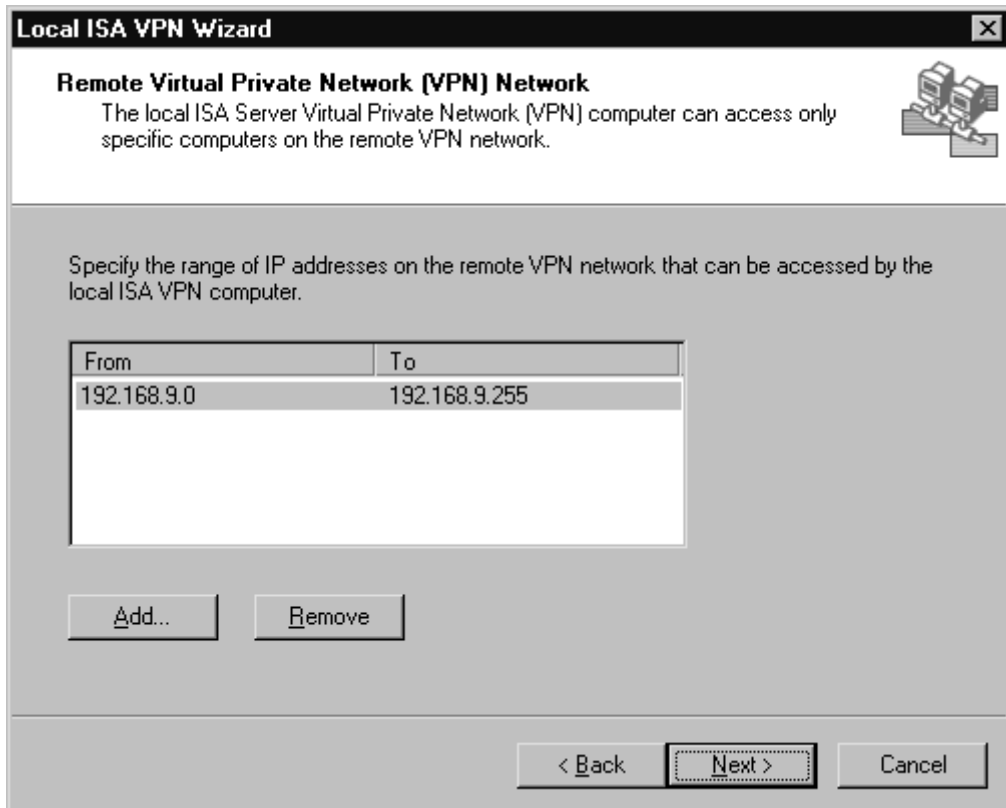 Local ISA VPN Wizard
Remote Virtual Private Network (VPN) Network
The local ISA Server Virtual Private Network (VPN) computer can access only
specific computers on the remote VPN network.
Specify the range of IP addresses on the remote VPN network that can be accessed by the
local ISA VPN computer.
From To
192.168.9.0 192.168.9.255
Add... Remove
< Back Next > Cancel